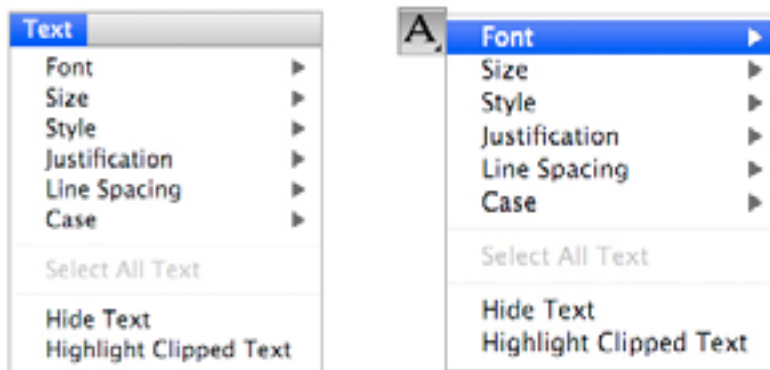 Text
Font
Size
Style
Justification
Line Spacing
Case
Select All Text
Hide Text
Highlight Clipped Text
A
Font
Size
Style
Justification
Line Spacing
Case
Select All Text
Hide Text
Highlight Clipped Text